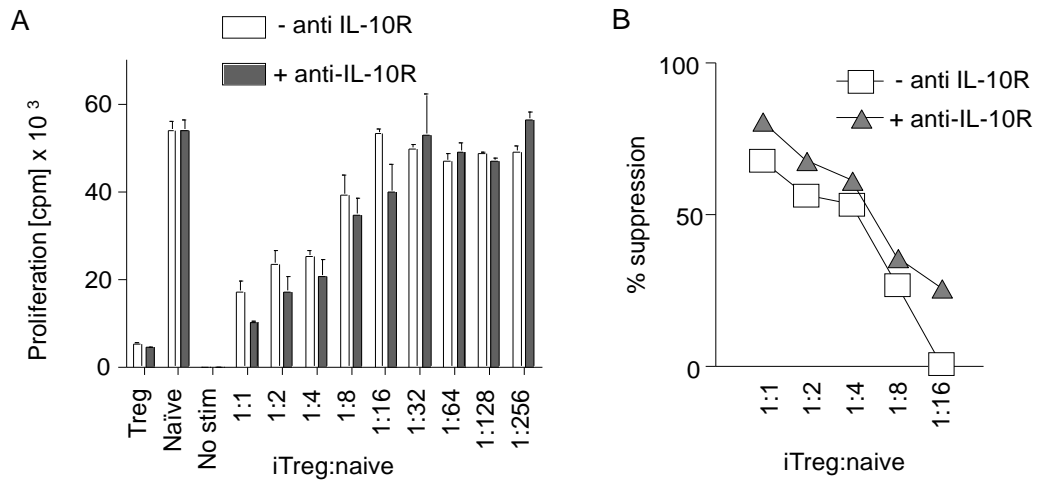 A
- anti IL-10R
+ anti-IL-10R
Proliferation [cpm] x 10 3
60
40
20
0
Treg
Naïve
No stim
1:1
1:2
1:4
1:8
1:16
1:32
1:64
1:128
1:256
iTreg:naive
B
- anti IL-10R
+ anti-IL-10R
% suppression
100
50
0
1:1
1:2
1:4
1:8
1:16
iTreg:naive